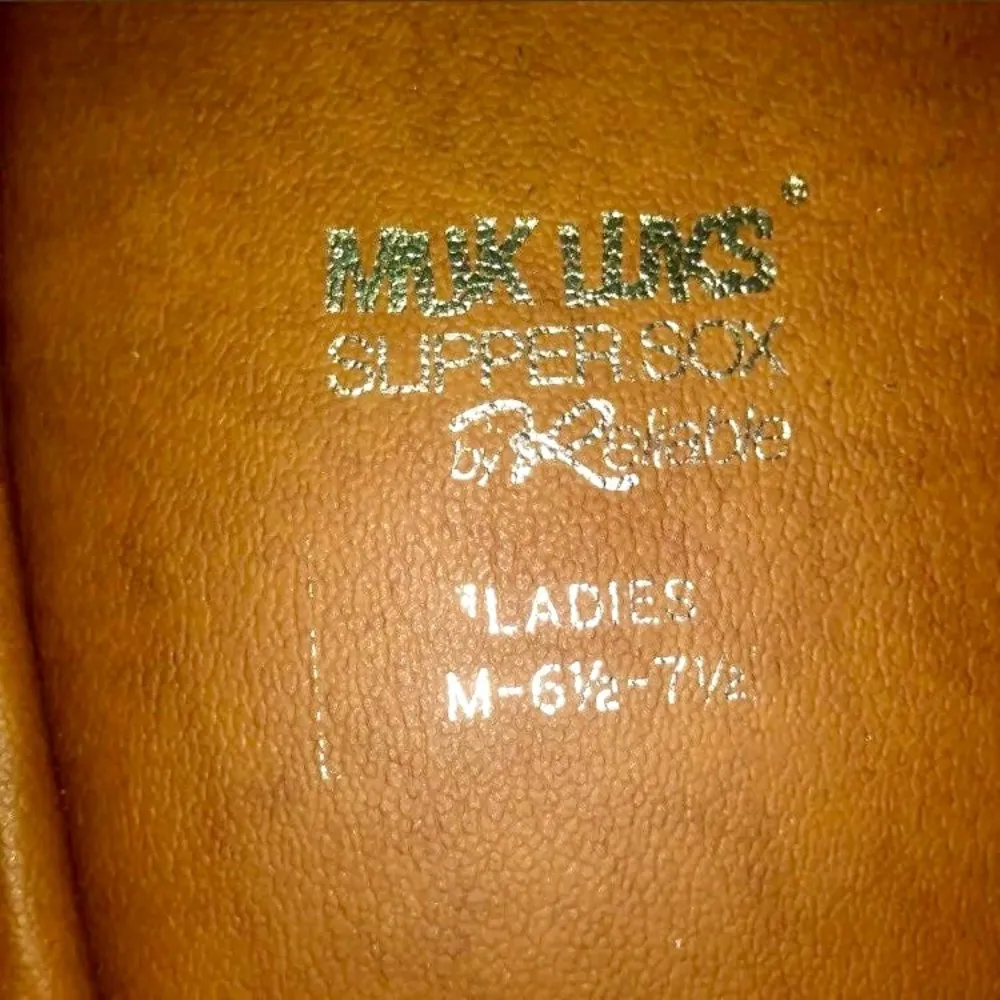 MUK LUKS®
SLIPPER SOX
by Reliable
LADIES
M-6½-7½